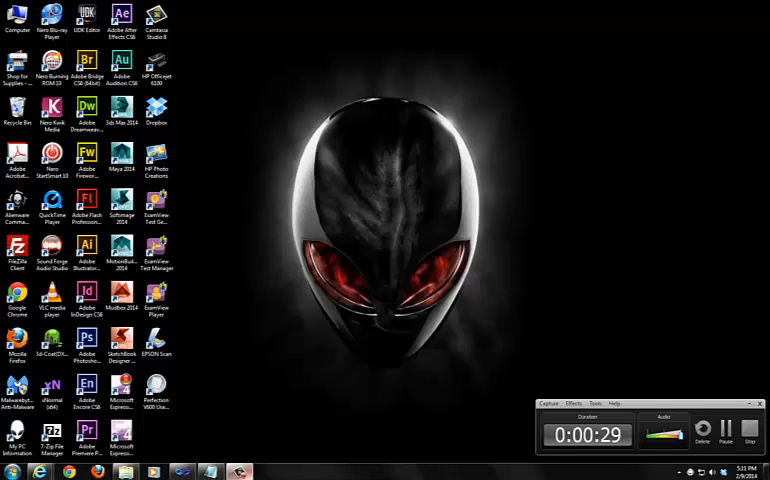 Computer
Nero Blu-ray
Player
UDK Editor
Adobe After
Effects CS6
Camtasia
Studio 8
Shop for
Supplies - ...
Nero Burning
ROM 10
Adobe Bridge
CS6 (64bit)
Adobe
Audition CS6
HP Officejet
6100
Recycle Bin
Nero Kwik
Media
Adobe
Dreamweav...
3ds Max 2014
Dropbox
Adobe
Acrobat...
Nero
StartSmart 10
Adobe
Firewor...
Maya 2014
HP Photo
Creations
Alienware
Comma...
QuickTime
Player
Adobe Flash
Profession...
Softimage
2014
ExamView
Test Ge...
FileZilla
Client
Sound Forge
Audio Studio
Adobe
Illustrator...
MotionBuil...
2014
ExamView
Test Manager
Google
Chrome
VLC media
player
Adobe
InDesign CS6
Mudbox 2014
ExamView
Player
Mozilla
Firefox
3d-Coat(DX...
Adobe
Photosho...
SketchBook
Designer ...
EPSON Scan
Malwarebyt...
Anti-Malware
xNormal
(x64)
Adobe
Encore CS6
Microsoft
Expressi...
Perfection
V600 Use...
My PC
Information
7-Zip File
Manager
Adobe
Premiere P...
Microsoft
Expressi...
Capture Effects Tools Help
Duration
Audio
0:00:29
Delete
Pause
Stop
5:31 PM
2/9/2014